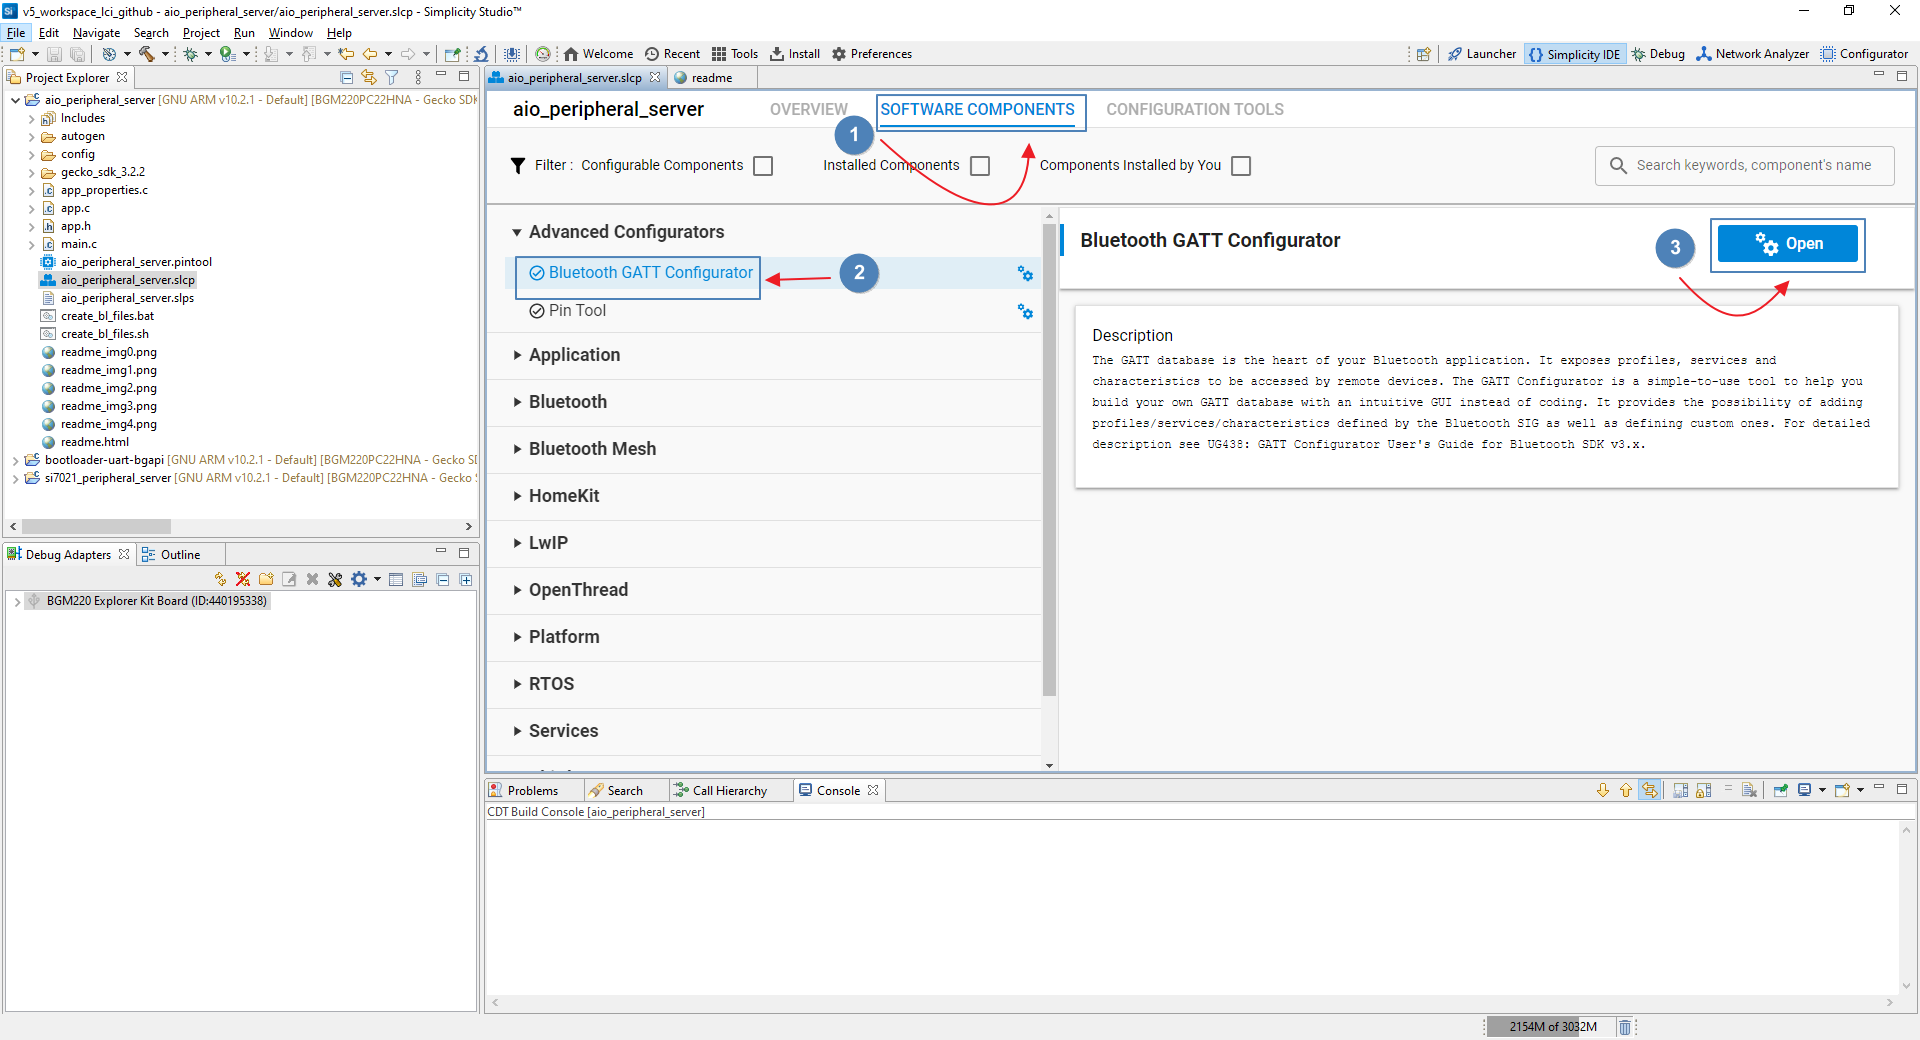 v5_workspace_lci_github - aio_peripheral_server/aio_peripheral_server.slcp - Simplicity Studio™
File Edit Navigate Search Project Run Window Help
Welcome Recent Tools Install Preferences Launcher Simplicity IDE Debug Network Analyzer Configurator
Project Explorer
aio_peripheral_server [GNU ARM v10.2.1 - Default] [BGM220PC22HNA - Gecko SDK
Includes
autogen
config
gecko_sdk_3.2.2
app_properties.c
app.c
app.h
main.c
aio_peripheral_server.pintool
aio_peripheral_server.slcp
aio_peripheral_server.slps
create_bl_files.bat
create_bl_files.sh
readme_img0.png
readme_img1.png
readme_img2.png
readme_img3.png
readme_img4.png
readme.html
bootloader-uart-bgapi [GNU ARM v10.2.1 - Default] [BGM220PC22HNA - Gecko S
si7021_peripheral_server [GNU ARM v10.2.1 - Default] [BGM220PC22HNA - Gecko
Debug Adapters Outline
BGM220 Explorer Kit Board (ID:440195338)
aio_peripheral_server.slcp readme
aio_peripheral_server OVERVIEW SOFTWARE COMPONENTS CONFIGURATION TOOLS
1
Filter : Configurable Components Installed Components Components Installed by You Search keywords, component's name
Advanced Configurators
Bluetooth GATT Configurator
2
Pin Tool
Application
Bluetooth
Bluetooth Mesh
HomeKit
LwIP
OpenThread
Platform
RTOS
Services
Bluetooth GATT Configurator
3
Open
Description
The GATT database is the heart of your Bluetooth application. It exposes profiles, services and
characteristics to be accessed by remote devices. The GATT Configurator is a simple-to-use tool to help you
build your own GATT database with an intuitive GUI instead of coding. It provides the possibility of adding
profiles/services/characteristics defined by the Bluetooth SIG as well as defining custom ones. For detailed
description see UG438: GATT Configurator User's Guide for Bluetooth SDK v3.x.
Problems Search Call Hierarchy Console
CDT Build Console [aio_peripheral_server]
2154M of 3032M